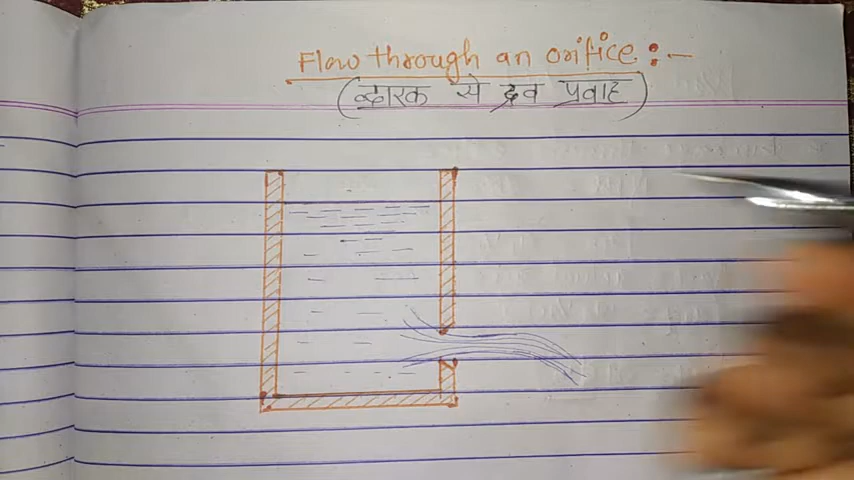 Flow through an orifice :-
(द्वारक से द्रव प्रवाह)